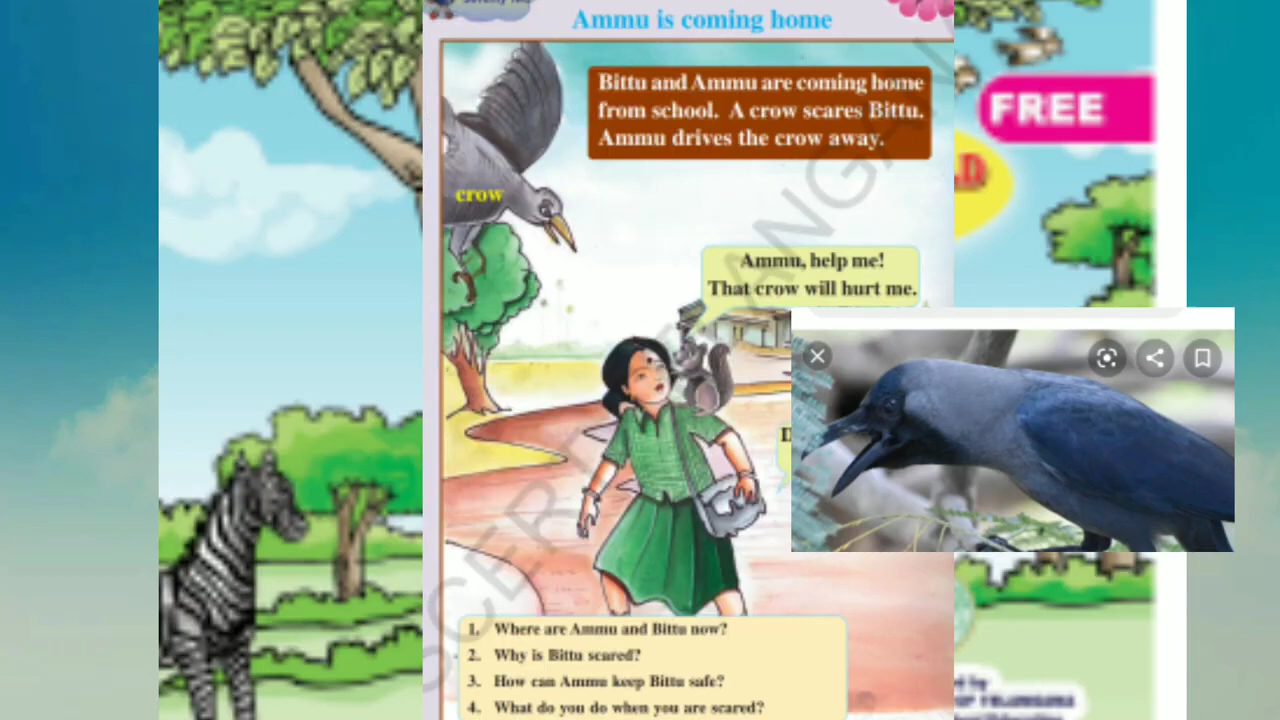 Ammu is coming home
Bittu and Ammu are coming home
from school. A crow scares Bittu.
Ammu drives the crow away.
FREE
crow
Ammu, help me!
That crow will hurt me.
1. Where are Ammu and Bittu now?
2. Why is Bittu scared?
3. How can Ammu keep Bittu safe?
4. What do you do when you are scared?